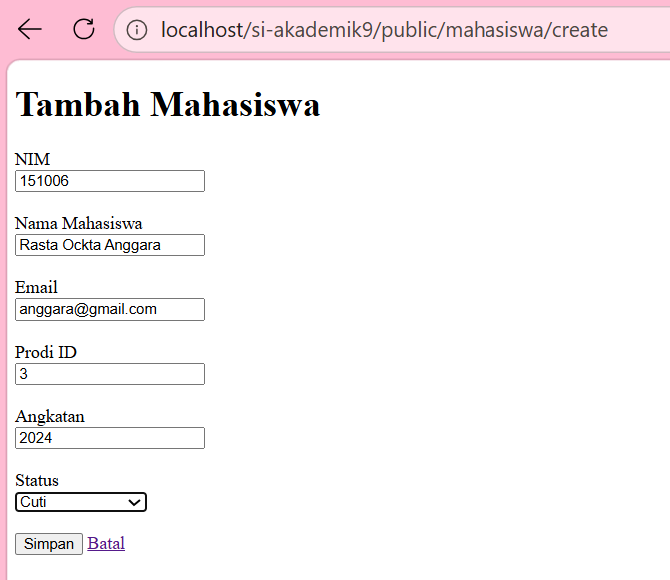 localhost/si-akademik9/public/mahasiswa/create
Tambah Mahasiswa
NIM
151006
Nama Mahasiswa
Rasta Ockta Anggara
Email
anggara@gmail.com
Prodi ID
3
Angkatan
2024
Status
Cuti
Simpan Batal